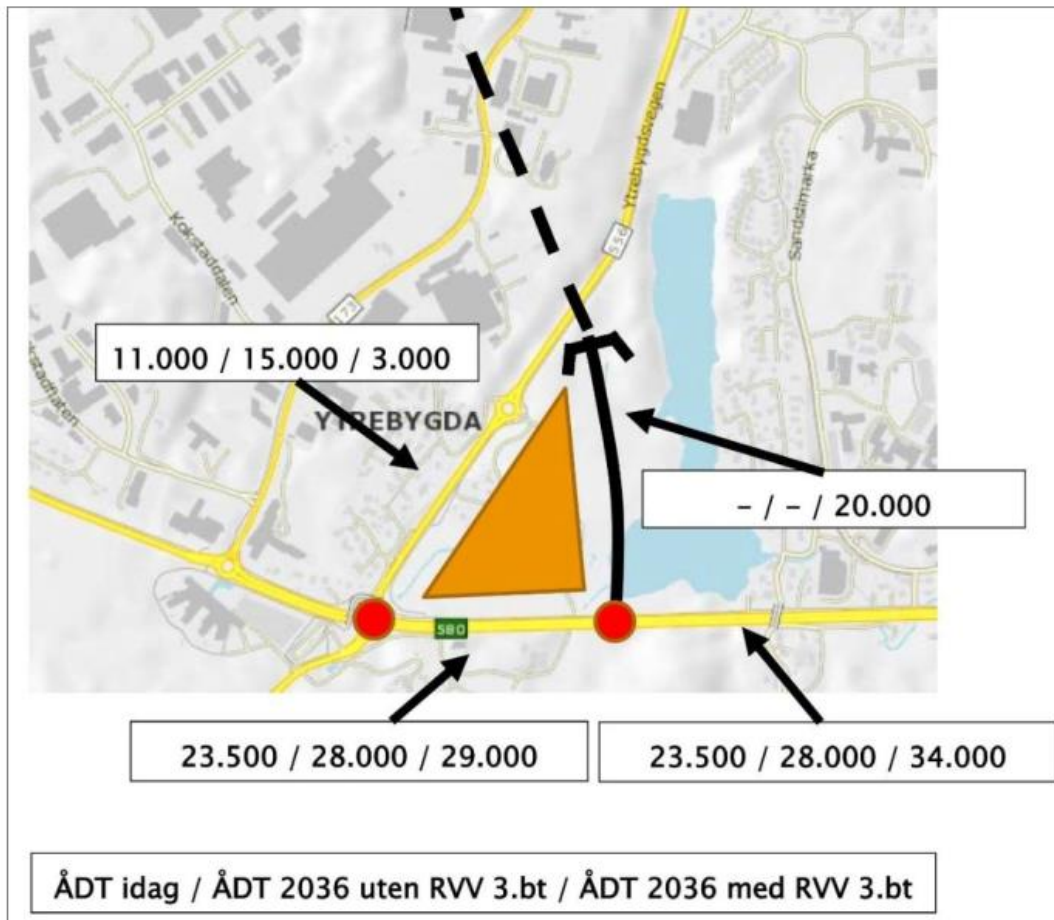 Ytrebygdsvegen
Sandslimarka
Kokstaddalen
556
173
11.000 / 15.000 / 3.000
YTREBYGDA
– / – / 20.000
580
23.500 / 28.000 / 29.000
23.500 / 28.000 / 34.000
ÅDT idag / ÅDT 2036 uten RVV 3.bt / ÅDT 2036 med RVV 3.bt